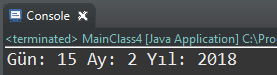 Console
<terminated> MainClass4 [Java Application] C:\Pro
Gün: 15 Ay: 2 Yıl: 2018